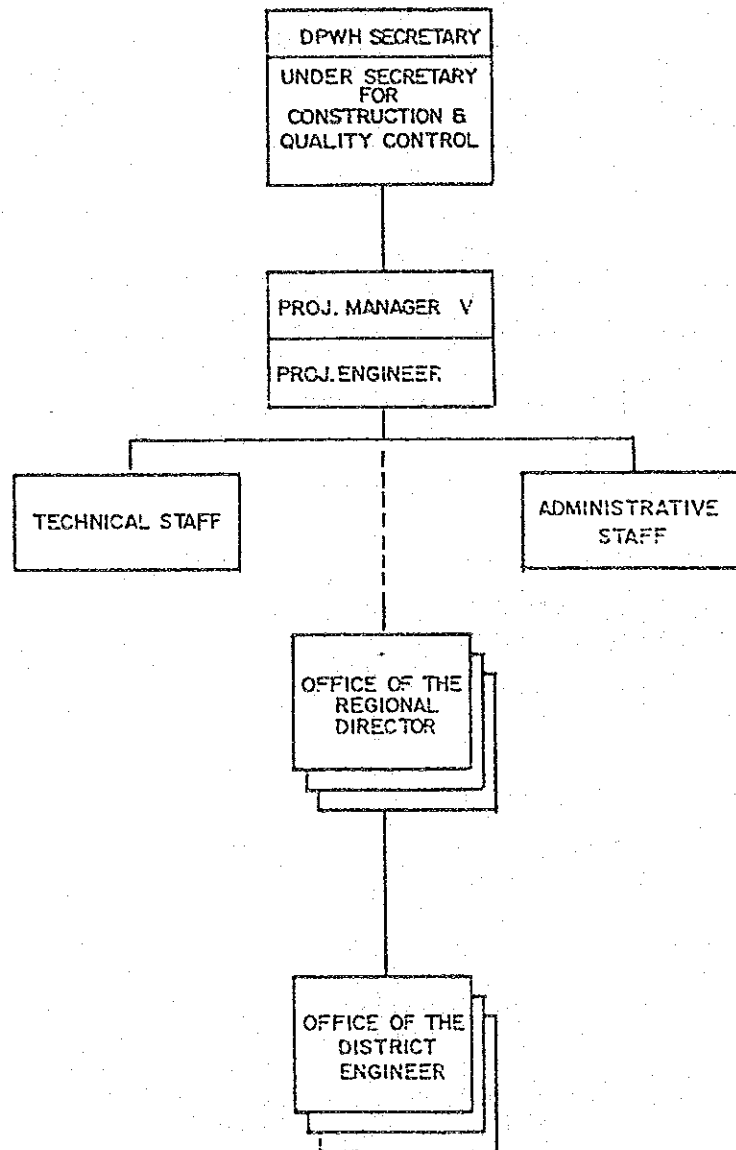 DPWH SECRETARY
UNDER SECRETARY
FOR
CONSTRUCTION &
QUALITY CONTROL
PROJ. MANAGER V
PROJ. ENGINEER
TECHNICAL STAFF
ADMINISTRATIVE
STAFF
OFFICE OF THE
REGIONAL
DIRECTOR
OFFICE OF THE
DISTRICT
ENGINEER